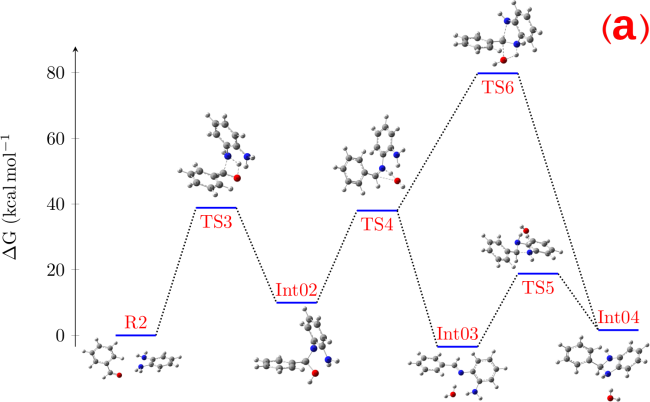 (a)
ΔG (kcal mol⁻¹)
80
60
40
20
0
R2
TS3
Int02
TS4
TS6
Int03
TS5
Int04